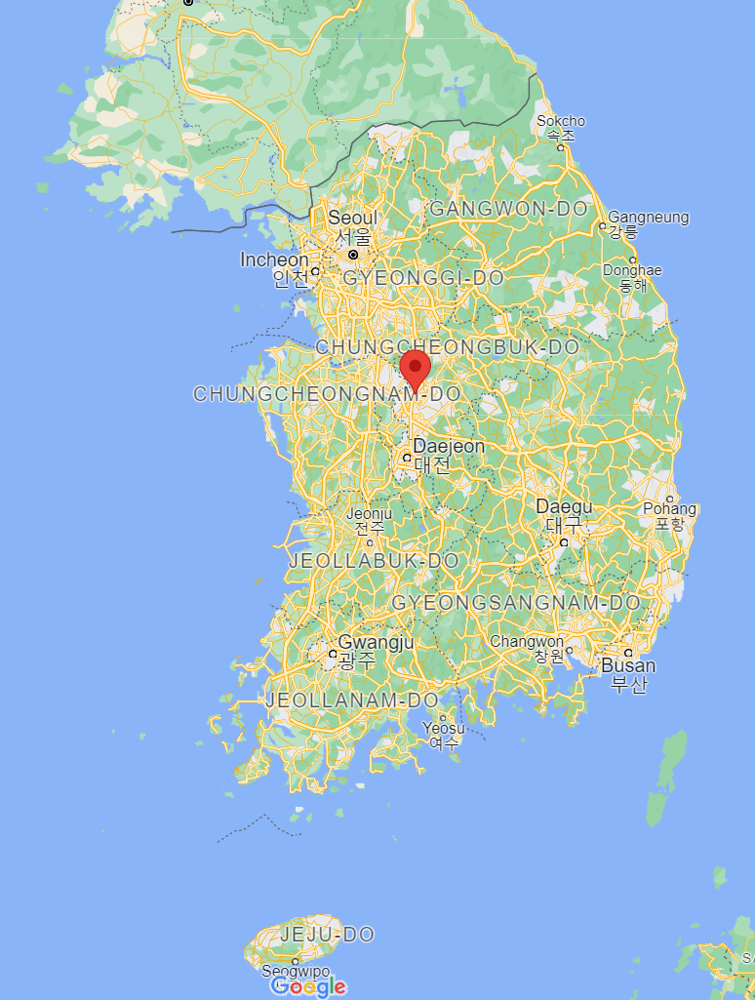 Sokcho
속초
GANGWON-DO
Seoul
서울
Gangneung
강릉
Incheon
인천
Donghae
동해
GYEONGGI-DO
CHUNGCHEONGBUK-DO
CHUNGCHEONGNAM-DO
Daejeon
대전
Daegu
대구
Pohang
포항
Jeonju
전주
JEOLLABUK-DO
GYEONGSANGNAM-DO
Gwangju
광주
Changwon
창원
Busan
부산
JEOLLANAM-DO
Yeosu
여수
JEJU-DO
Seogwipo
Google